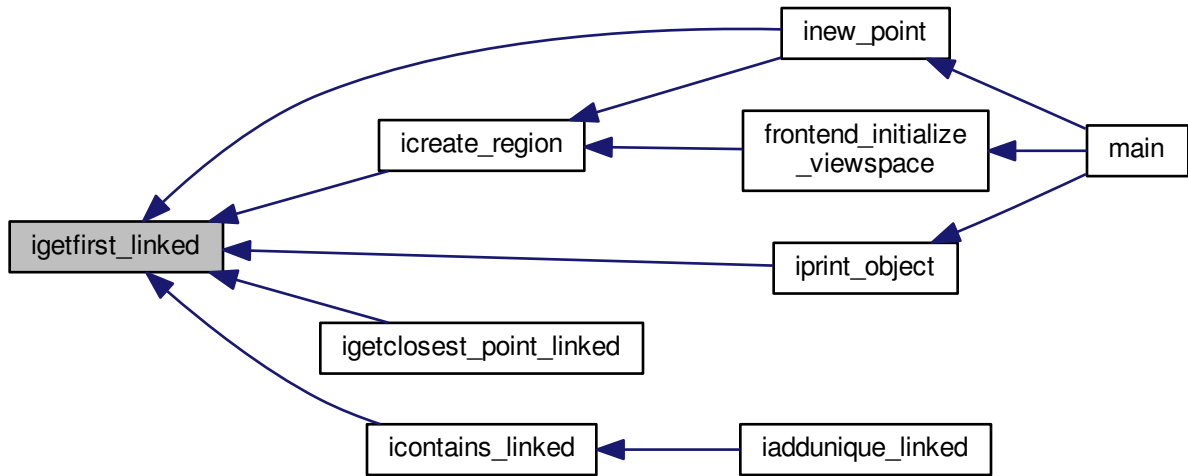 inew_point
icreate_region
frontend_initialize
_viewspace
main
igetfirst_linked
iprint_object
igetclosest_point_linked
icontains_linked
iaddunique_linked